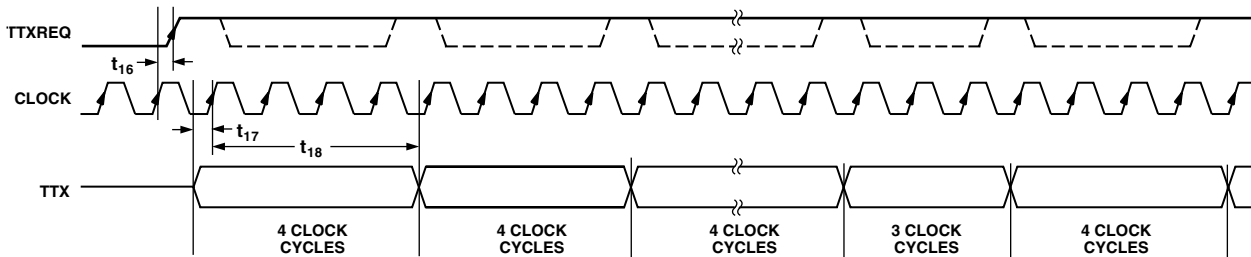 TTXREQ
t16
CLOCK
t17
t18
TTX
4 CLOCK
CYCLES
4 CLOCK
CYCLES
4 CLOCK
CYCLES
3 CLOCK
CYCLES
4 CLOCK
CYCLES